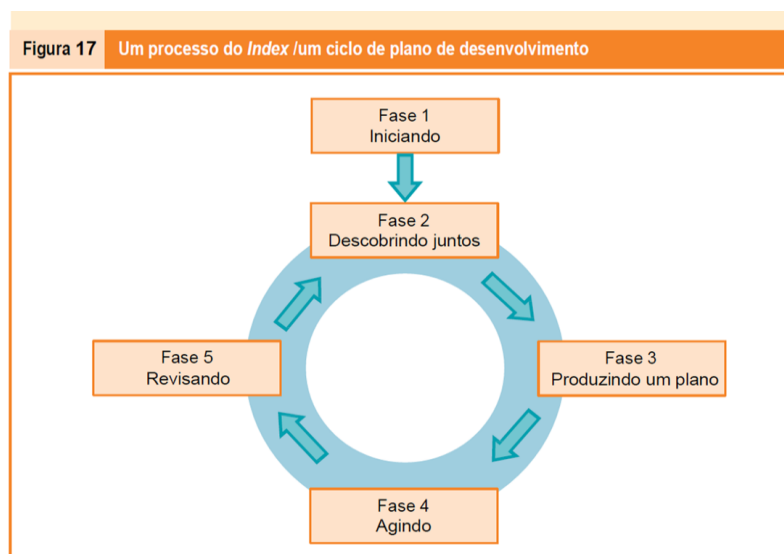 Figura 17 Um processo do Index /um ciclo de plano de desenvolvimento
Fase 1
Iniciando
Fase 2
Descobrindo juntos
Fase 5
Revisando
Fase 3
Produzindo um plano
Fase 4
Agindo